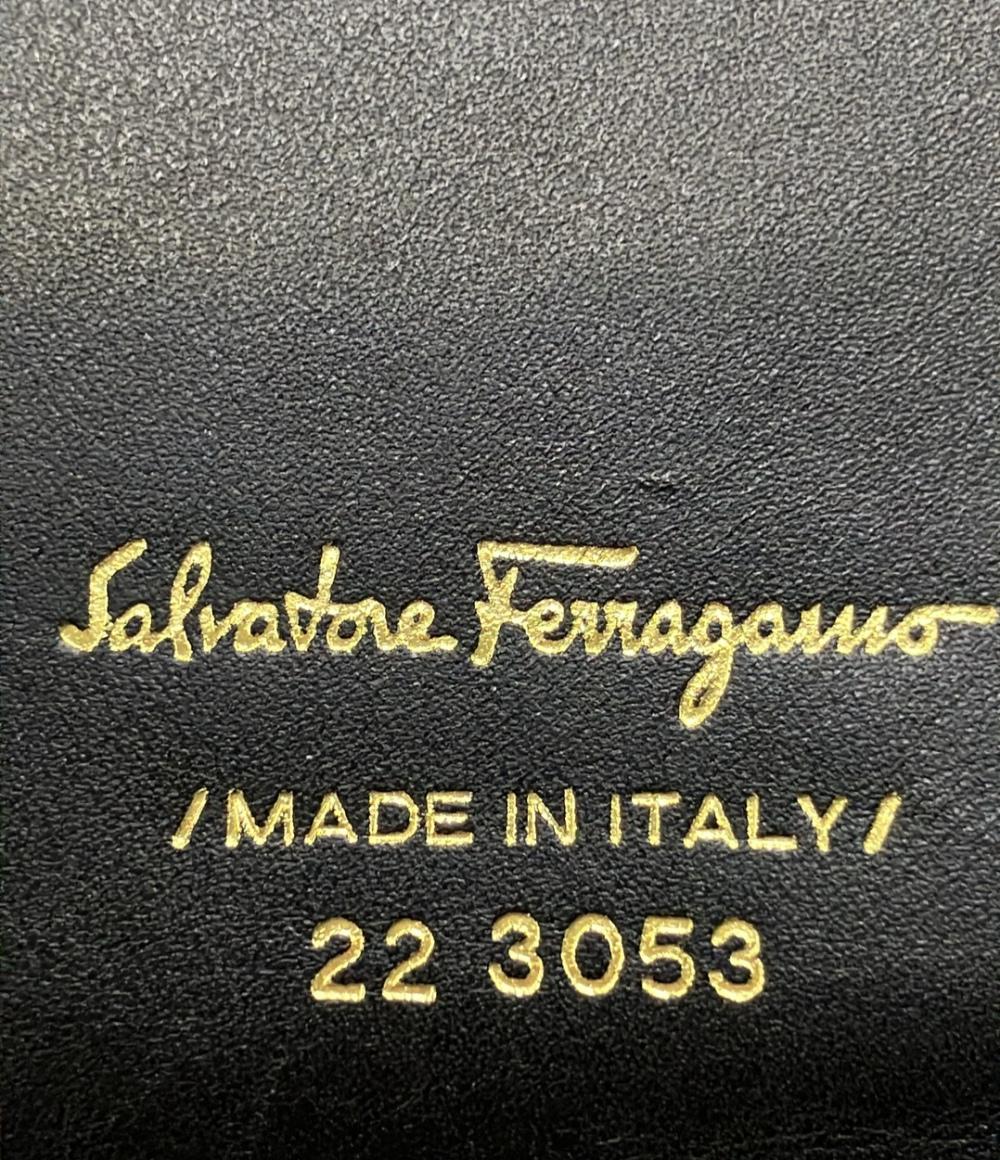 Salvatore Ferragamo
/MADE IN ITALY/
22 3053